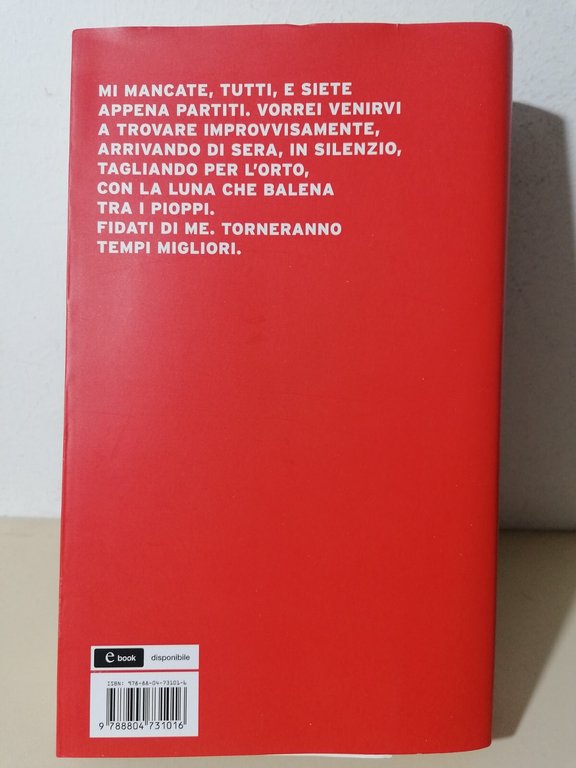 MI MANCATE, TUTTI, E SIETE
APPENA PARTITI. VORREI VENIRVI
A TROVARE IMPROVVISAMENTE,
ARRIVANDO DI SERA, IN SILENZIO,
TAGLIANDO PER L'ORTO,
CON LA LUNA CHE BALENA
TRA I PIOPPI.
FIDATI DI ME. TORNERANNO
TEMPI MIGLIORI.
e book disponibile
ISBN: 978-88-04-73101-6
9 788804 731016